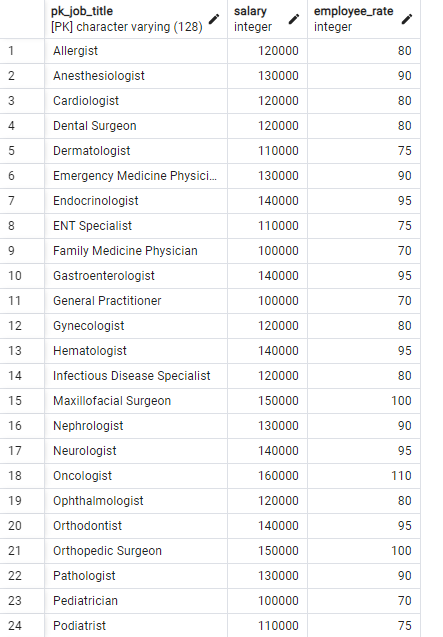 pk_job_title salary employee_rate
[PK] character varying (128) integer integer
1 Allergist 120000 80
2 Anesthesiologist 130000 90
3 Cardiologist 120000 80
4 Dental Surgeon 120000 80
5 Dermatologist 110000 75
6 Emergency Medicine Physici... 130000 90
7 Endocrinologist 140000 95
8 ENT Specialist 110000 75
9 Family Medicine Physician 100000 70
10 Gastroenterologist 140000 95
11 General Practitioner 100000 70
12 Gynecologist 120000 80
13 Hematologist 140000 95
14 Infectious Disease Specialist 120000 80
15 Maxillofacial Surgeon 150000 100
16 Nephrologist 130000 90
17 Neurologist 140000 95
18 Oncologist 160000 110
19 Ophthalmologist 120000 80
20 Orthodontist 140000 95
21 Orthopedic Surgeon 150000 100
22 Pathologist 130000 90
23 Pediatrician 100000 70
24 Podiatrist 110000 75